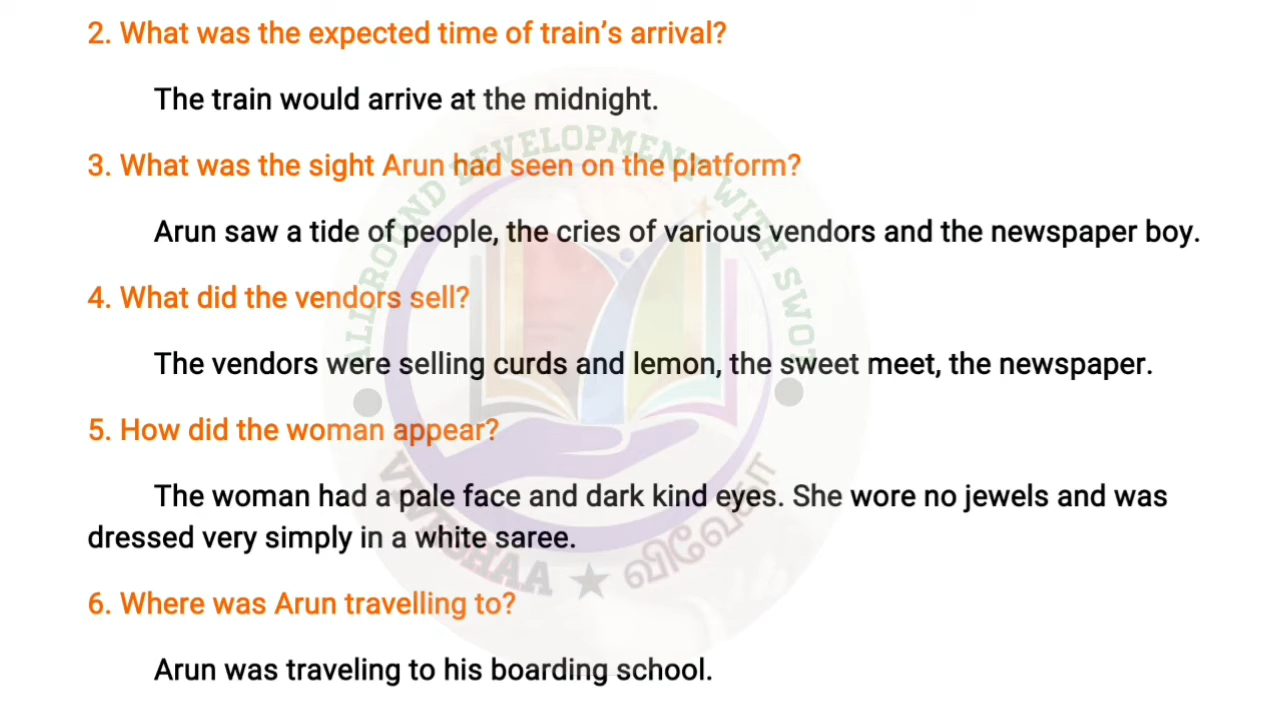 2. What was the expected time of train’s arrival?
The train would arrive at the midnight.
3. What was the sight Arun had seen on the platform?
Arun saw a tide of people, the cries of various vendors and the newspaper boy.
4. What did the vendors sell?
The vendors were selling curds and lemon, the sweet meet, the newspaper.
5. How did the woman appear?
The woman had a pale face and dark kind eyes. She wore no jewels and was
dressed very simply in a white saree.
6. Where was Arun travelling to?
Arun was traveling to his boarding school.
ALL ROUND DEVELOPMENT WITH SWOT
விவேகா